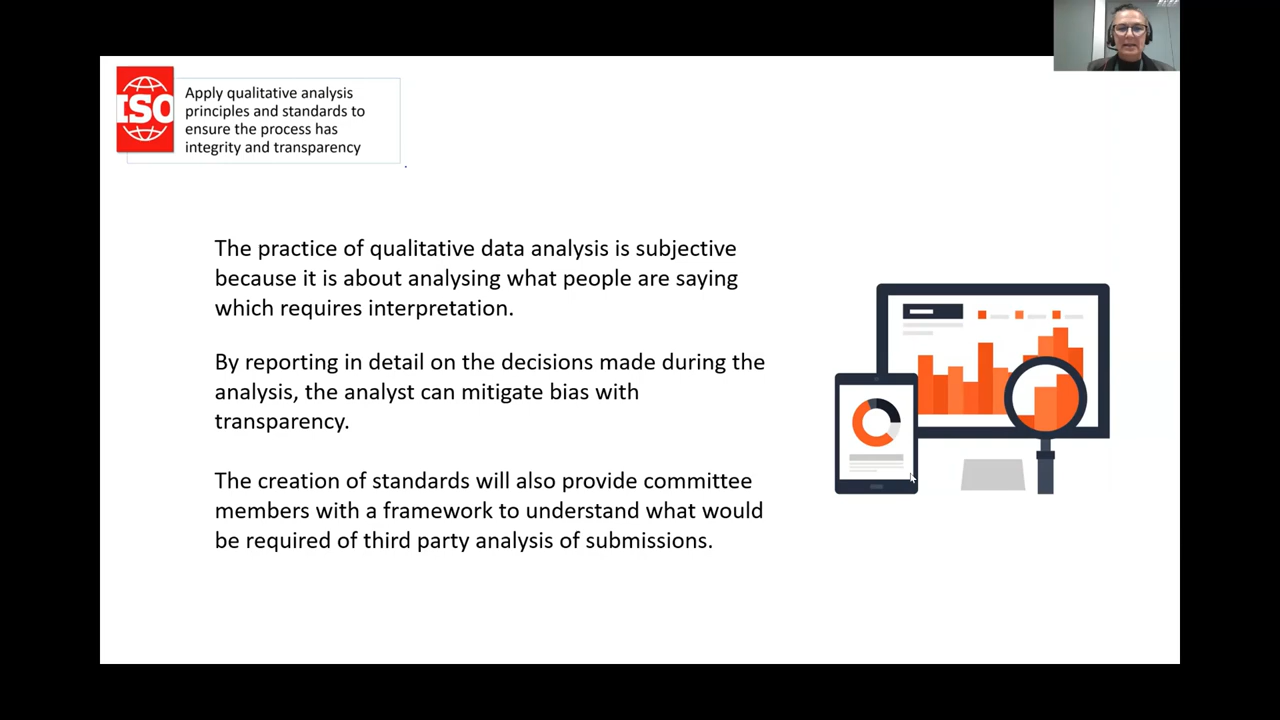 ISO
Apply qualitative analysis
principles and standards to
ensure the process has
integrity and transparency
The practice of qualitative data analysis is subjective
because it is about analysing what people are saying
which requires interpretation.
By reporting in detail on the decisions made during the
analysis, the analyst can mitigate bias with
transparency.
The creation of standards will also provide committee
members with a framework to understand what would
be required of third party analysis of submissions.